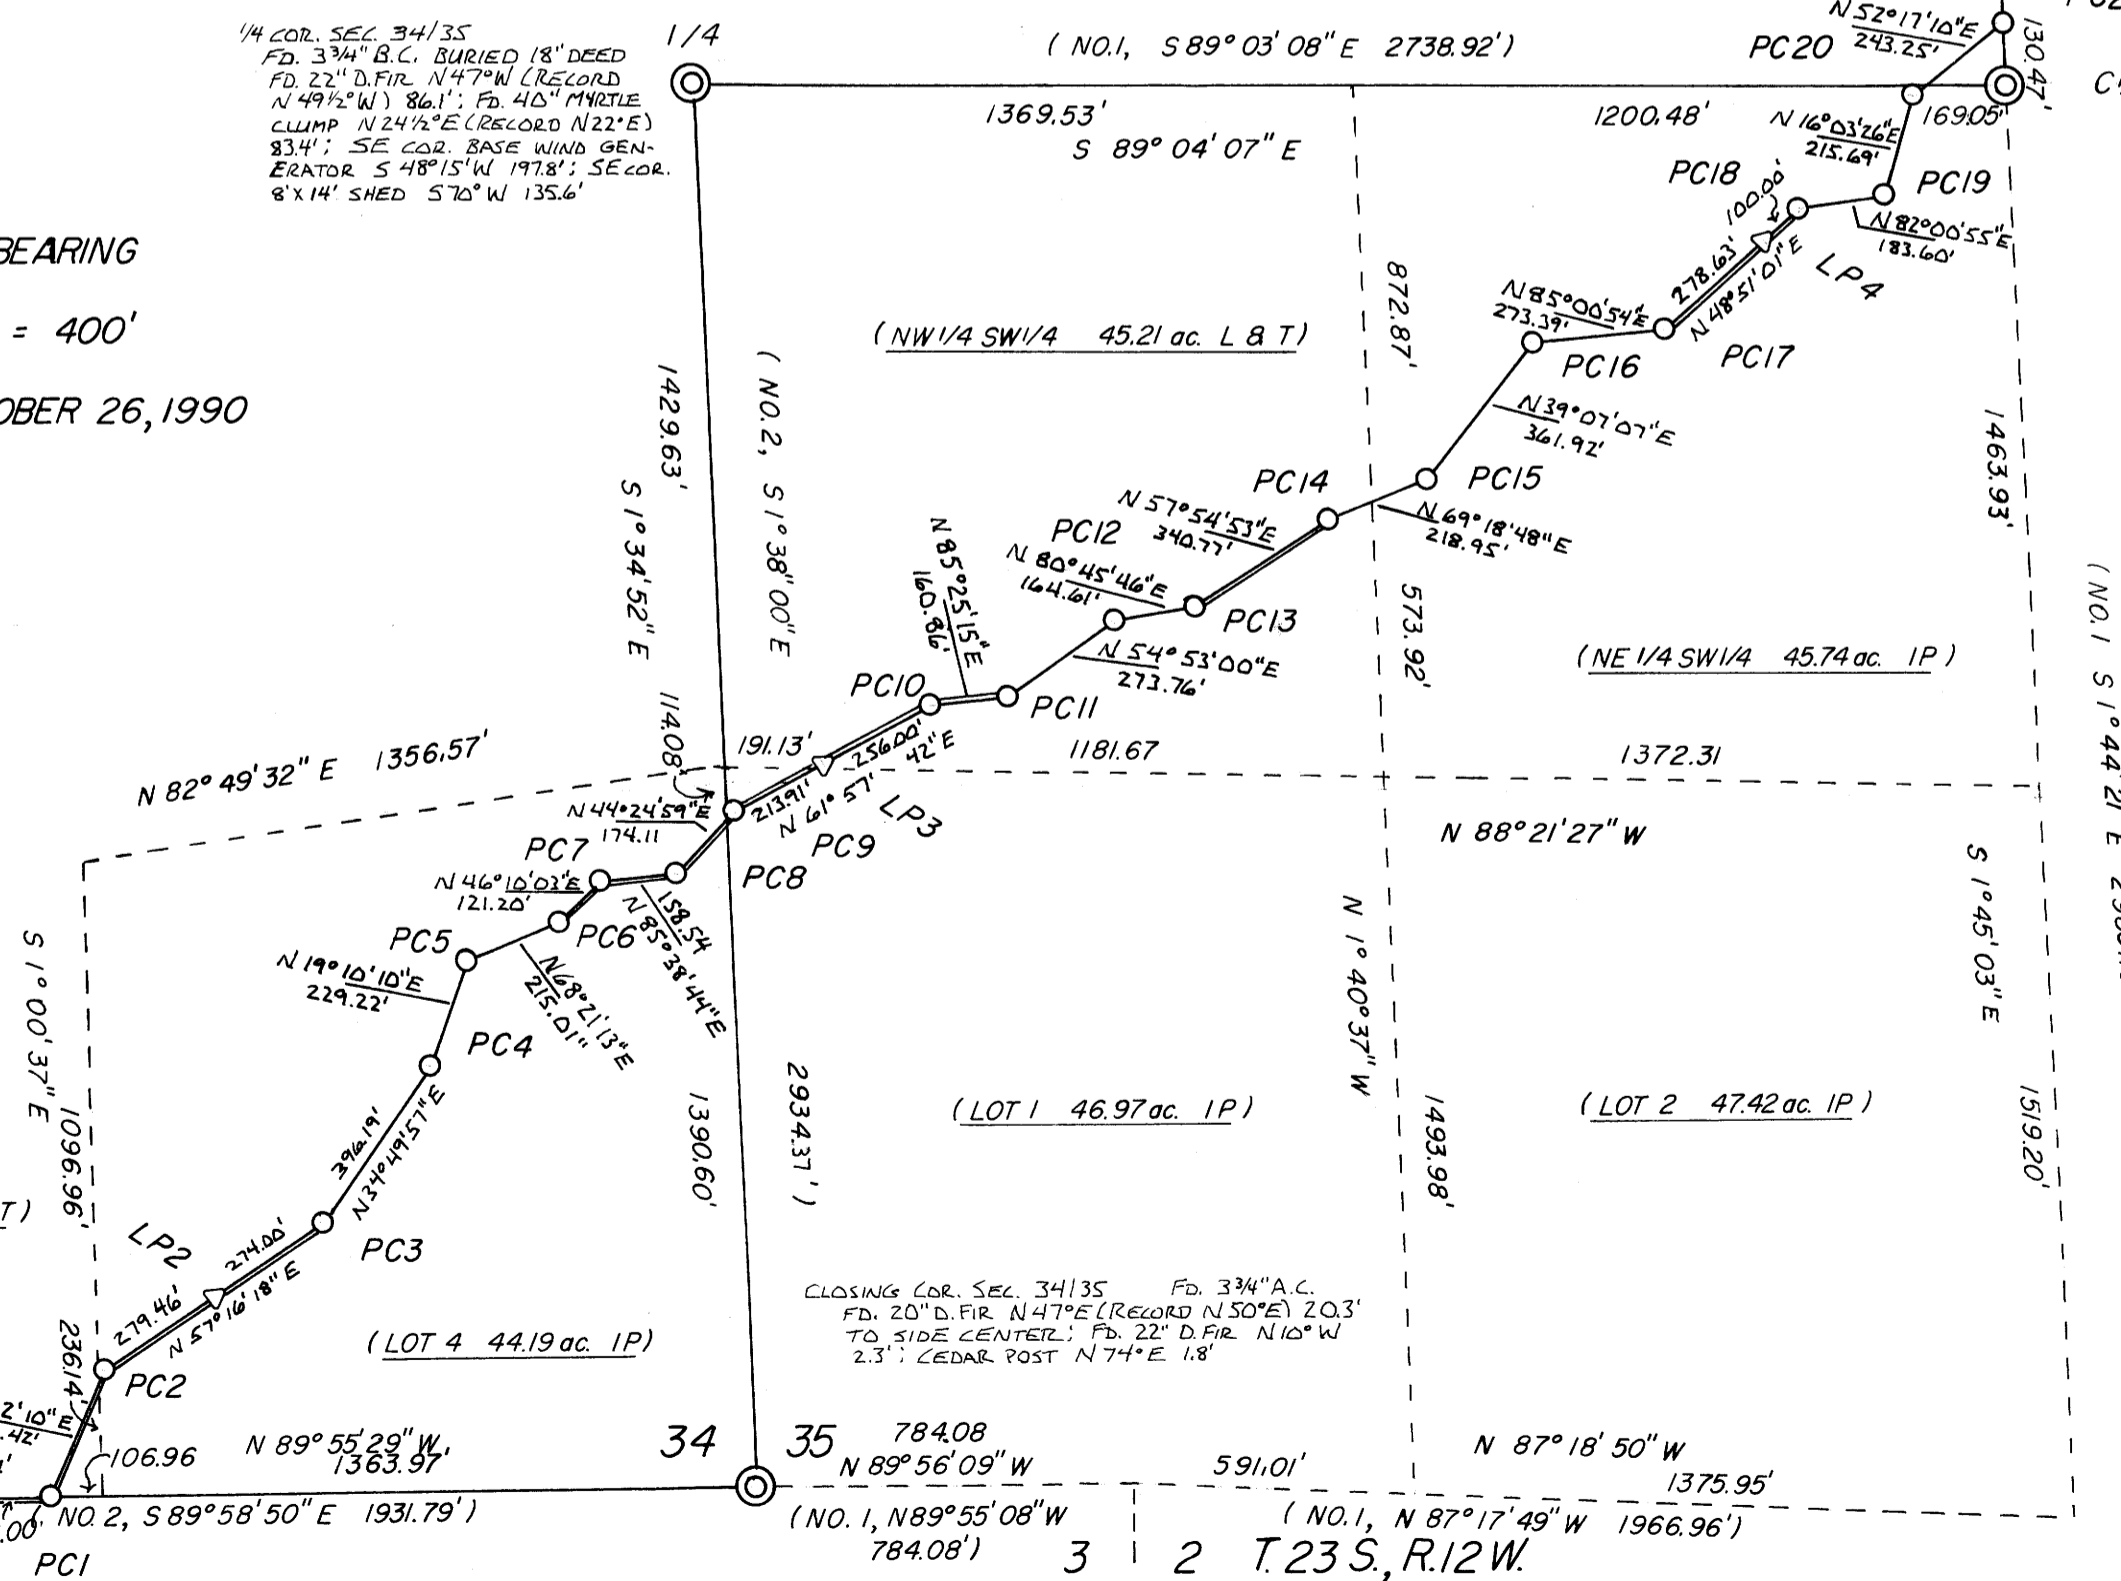 1/4 COR. SEC. 34/35
FD. 3 3/4" B.C. BURIED 18" DEED
FD. 22" D.FIR N47°W (RECORD
N 49 1/2° W) 86.1'; FD. 40" MYRTLE
CLUMP N 24 1/2° E (RECORD N22°E)
83.4'; SE COR. BASE WIND GEN-
ERATOR S 48°15'W 197.8'; SE COR.
8' X 14' SHED S 70° W 135.6'
1/4
( NO.1, S 89° 03' 08" E 2738.92')
PC20
N 52°17'10"E
243.25'
130.47'
1369.53'
S 89° 04' 07" E
1200.48'
169.05'
N 16°03'26"E
215.69'
PC18
100.00'
PC19
N 82°00'55"E
183.60'
LP4
278.63'
N 48°51'01"E
BEARING
= 400'
OBER 26, 1990
(NW 1/4 SW 1/4 45.21 ac. L & T)
872.87'
N 85°00'54"E
273.39'
PC16
PC17
1429.63'
( NO.2, S 1° 38' 00" E
S 1° 34' 52" E
N 39°07'07"E
361.92'
1463.93'
PC14
PC15
N 57°54'53"E
340.77'
N 69°18'48"E
218.95'
PC12
N 80°45'46"E
164.61'
N 85°25'15"E
160.86'
PC13
573.92'
N 54°53'00"E
273.76'
(NE 1/4 SW 1/4 45.74 ac. IP)
(NO.1 S 1° 44' 21" E
PC10
PC11
114.08'
191.13'
256.00'
1181.67
1372.31
N 82° 49' 32" E 1356.57'
N 44°24'59"E
174.11
213.91'
N 61° 57' 42" E
LP3
PC9
N 88° 21' 27" W
PC7
PC8
N 46°10'03"E
121.20'
158.54
N 85°38'44"E
PC5
PC6
N 19°10'10"E
229.22'
N 68°21'13"E
215.01"
S 1° 00' 37" E
1096.96'
N 1° 40' 37" W
S 1° 45' 03" E
PC4
396.19'
N 34°49'57"E
1390.60'
2934.37' )
(LOT 1 46.97 ac. IP)
1493.98'
(LOT 2 47.42 ac. IP)
1519.20'
T)
LP2
274.00'
PC3
279.46'
N 57°16'18" E
236.14'
PC2
(LOT 4 44.19 ac. IP)
CLOSING COR. SEC. 34/35 FD. 3 3/4" A.C.
FD. 20" D.FIR N 47°E (RECORD N 50°E) 20.3'
TO SIDE CENTER; FD. 22" D.FIR N10°W
2.3'; CEDAR POST N 74°E 1.8'
2'10"E
.42'
106.96
N 89° 55' 29" W
1363.97'
34
35
784.08
N 89° 56' 09" W
591.01'
N 87° 18' 50" W
1375.95'
.00'
NO. 2, S 89° 58' 50" E 1931.79')
(NO. 1, N89° 55' 08" W
784.08')
( NO.1, N 87° 17' 49" W 1966.96')
PC1
3
2
T. 23 S., R. 12 W.